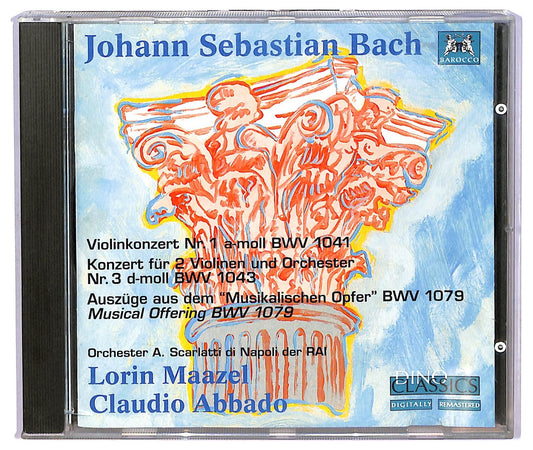 Johann Sebastian Bach
BAROCCO
Violinkonzert Nr. 1 a-moll BWV 1041
Konzert für 2 Violinen und Orchester
Nr. 3 d-moll BWV 1043
Auszüge aus dem "Musikalischen Opfer" BWV 1079
Musical Offering BWV 1079
Orchester A. Scarlatti di Napoli der RAI
Lorin Maazel
Claudio Abbado
DINO
CLASSICS
DIGITALLY REMASTERED